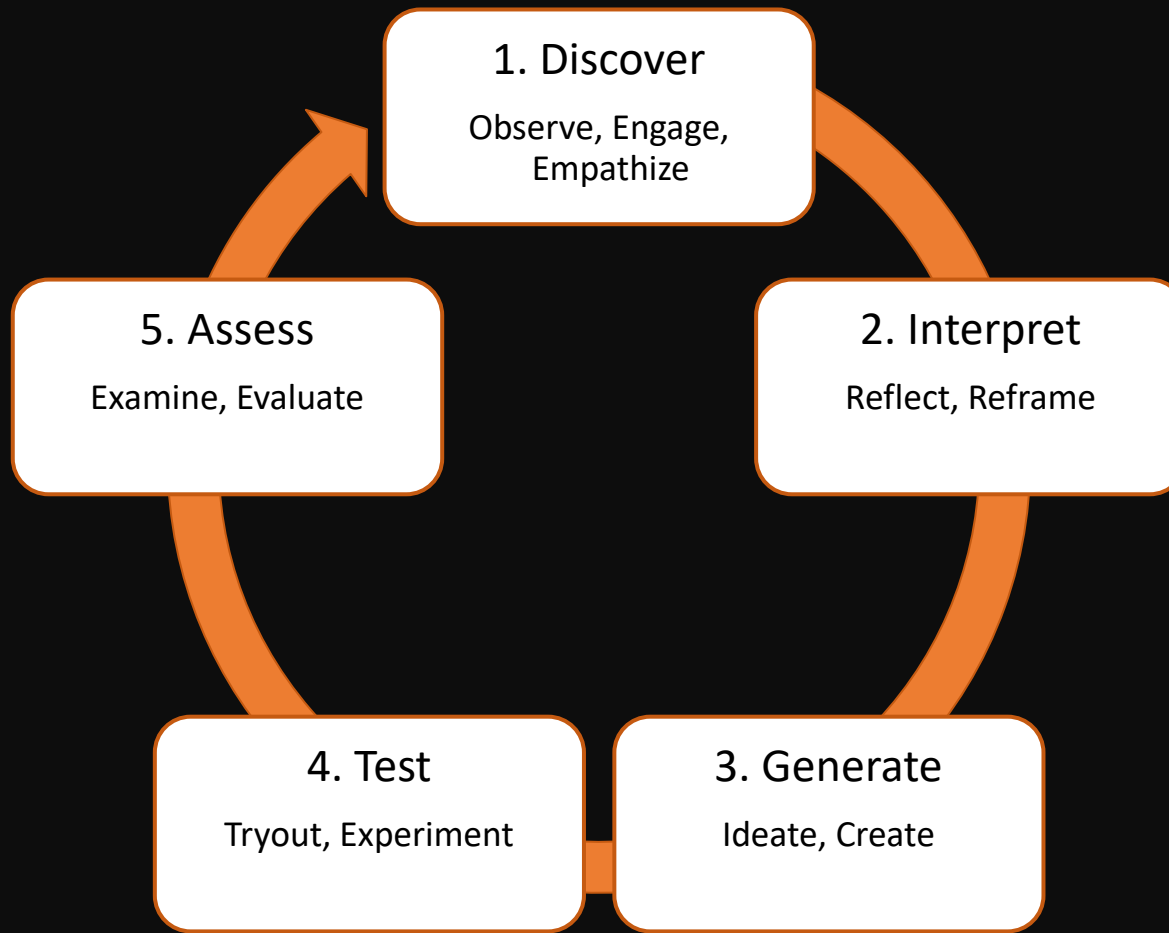 1. Discover
Observe, Engage,
Empathize
2. Interpret
Reflect, Reframe
3. Generate
Ideate, Create
4. Test
Tryout, Experiment
5. Assess
Examine, Evaluate